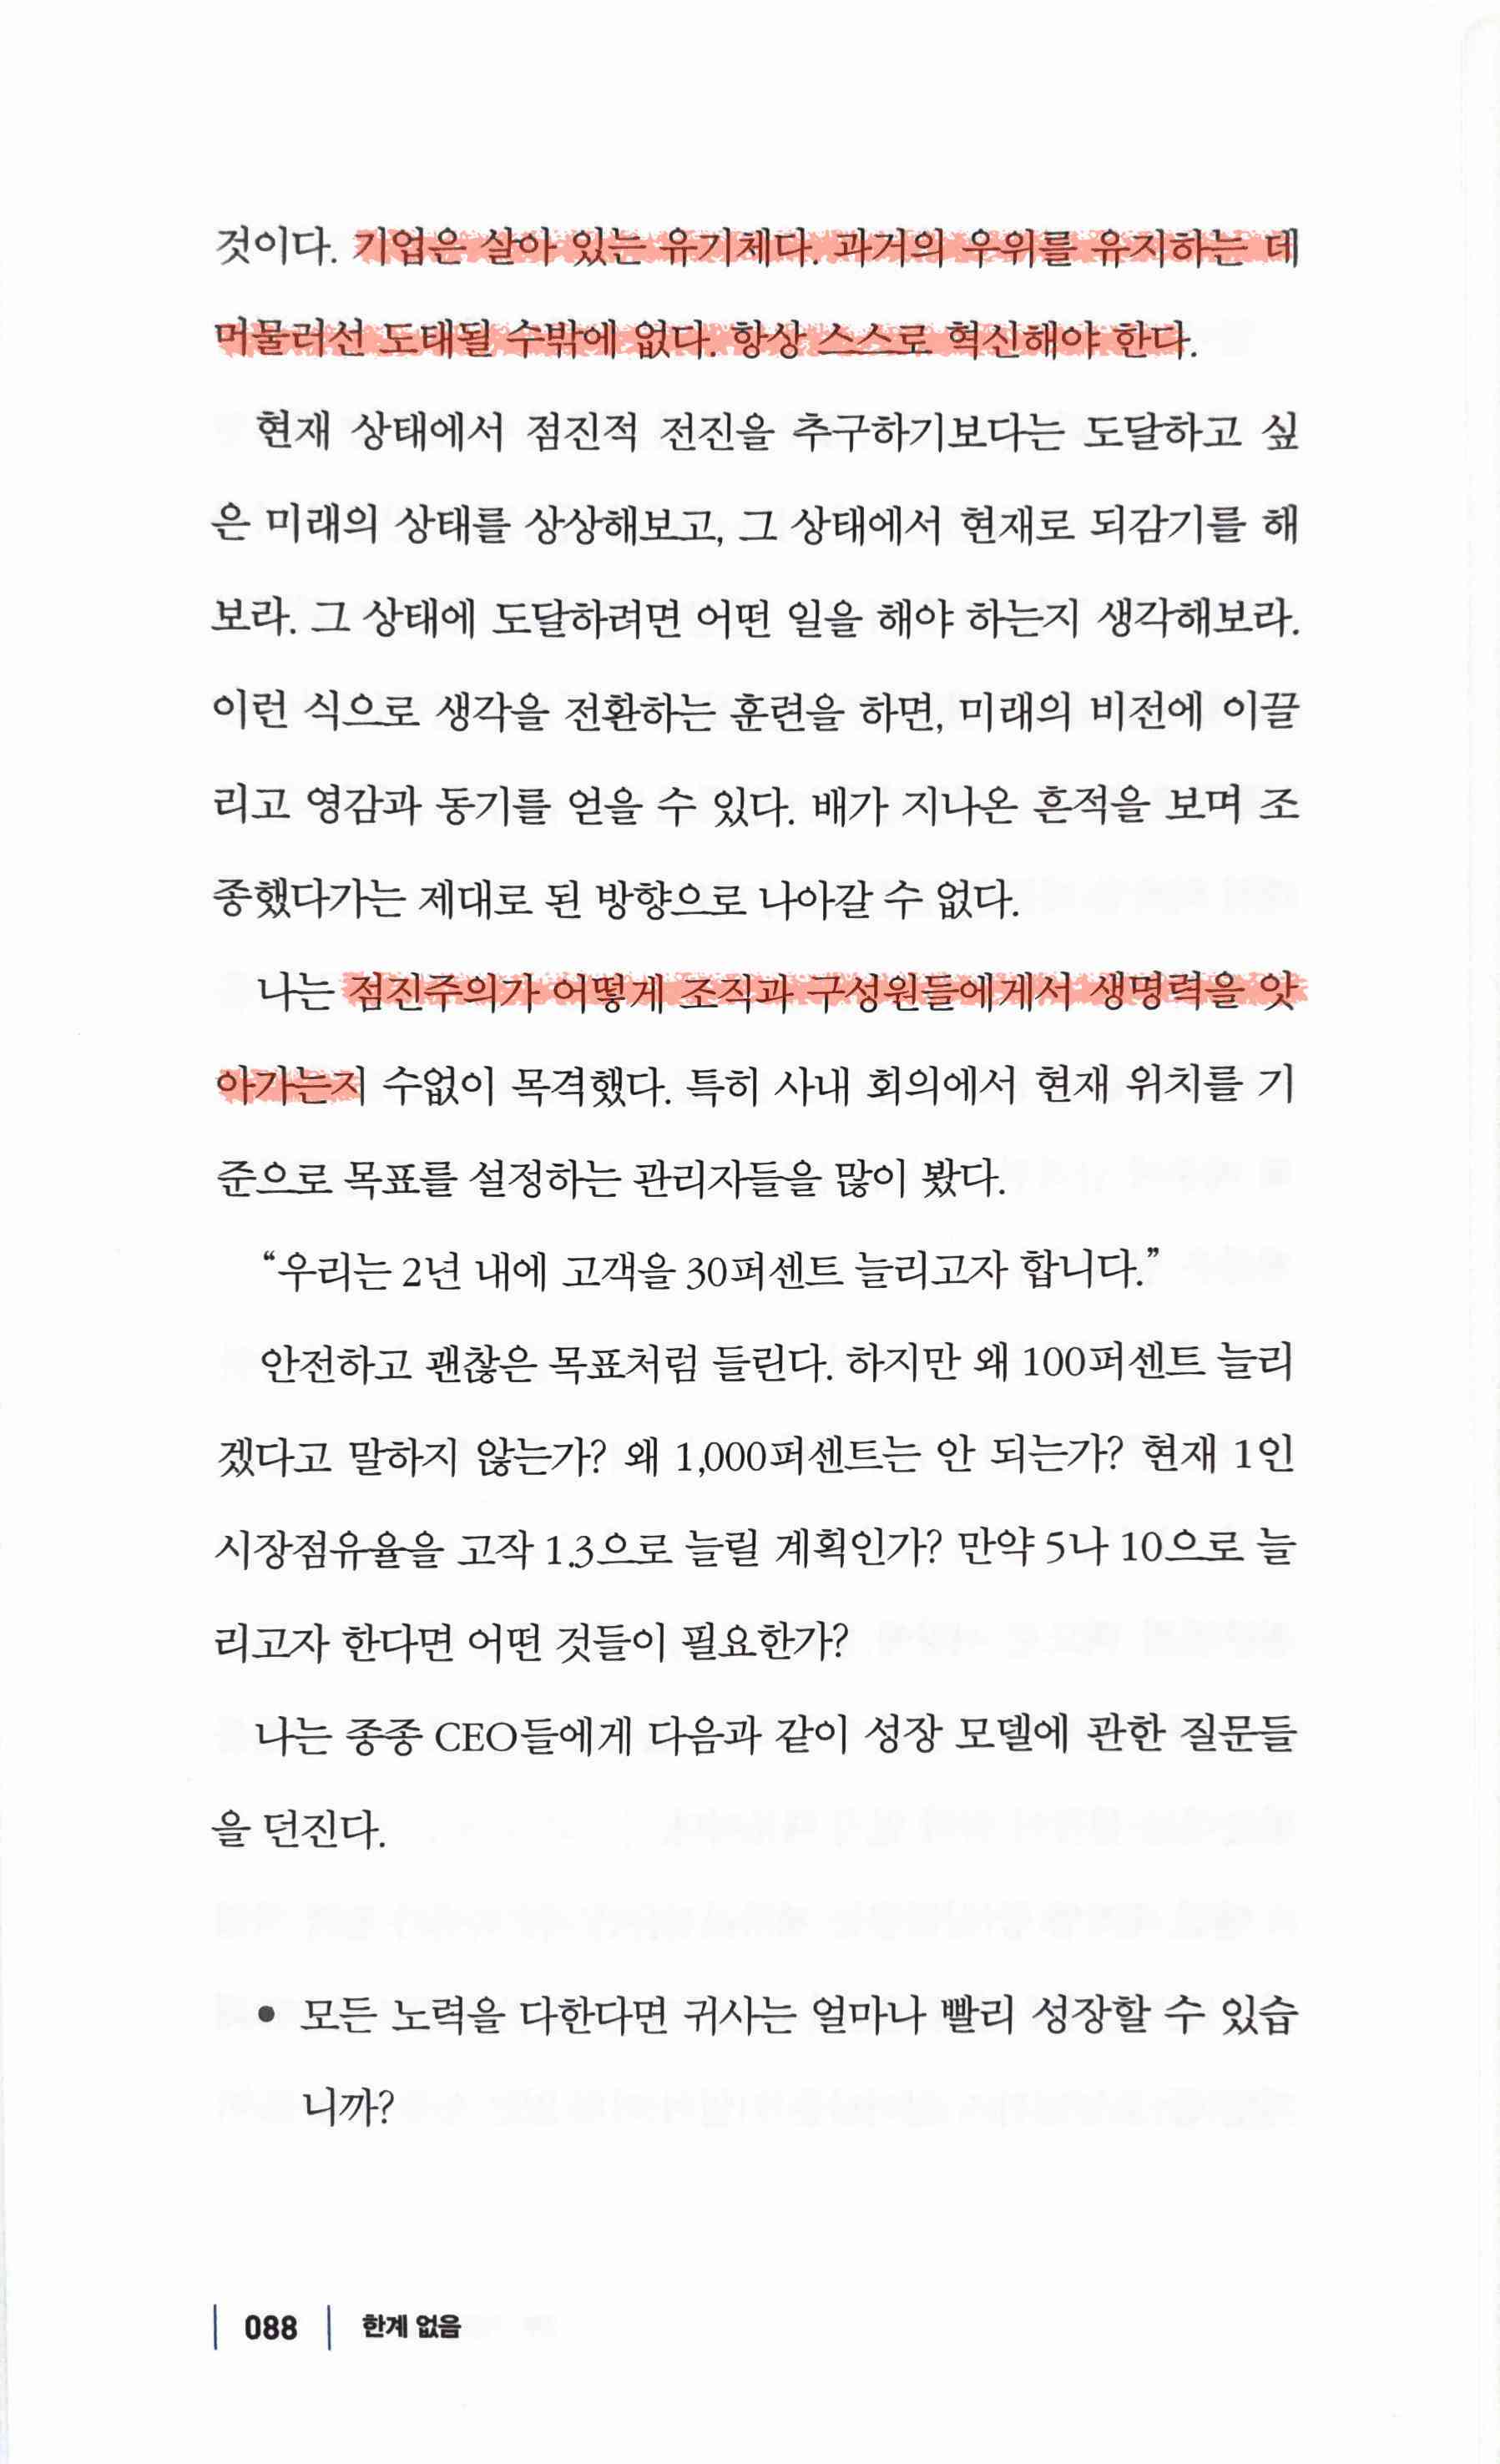 것이다. 기업은 살아 있는 유기체다. 과거의 우위를 유지하는 데
머물러선 도태될 수밖에 없다. 항상 스스로 혁신해야 한다.
현재 상태에서 점진적 전진을 추구하기보다는 도달하고 싶
은 미래의 상태를 상상해보고, 그 상태에서 현재로 되감기를 해
보라. 그 상태에 도달하려면 어떤 일을 해야 하는지 생각해보라.
이런 식으로 생각을 전환하는 훈련을 하면, 미래의 비전에 이끌
리고 영감과 동기를 얻을 수 있다. 배가 지나온 흔적을 보며 조
종했다가는 제대로 된 방향으로 나아갈 수 없다.
나는 점진주의가 어떻게 조직과 구성원들에게서 생명력을 앗
아가는지 수없이 목격했다. 특히 사내 회의에서 현재 위치를 기
준으로 목표를 설정하는 관리자들을 많이 봤다.
“우리는 2년 내에 고객을 30퍼센트 늘리고자 합니다.”
안전하고 괜찮은 목표처럼 들린다. 하지만 왜 100퍼센트 늘리
겠다고 말하지 않는가? 왜 1,000퍼센트는 안 되는가? 현재 1인
시장점유율을 고작 1.3으로 늘릴 계획인가? 만약 5나 10으로 늘
리고자 한다면 어떤 것들이 필요한가?
나는 종종 CEO들에게 다음과 같이 성장 모델에 관한 질문들
을 던진다.
• 모든 노력을 다한다면 귀사는 얼마나 빨리 성장할 수 있습
니까?
088 | 한계 없음